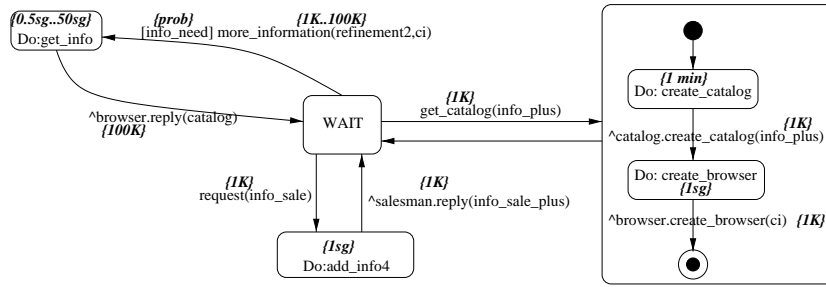 {0.5sg..50sg} {prob} {1K..100K}
Do:get_info [info_need] more_information(refinement2,ci)
{1 min}
Do: create_catalog
{1K}
WAIT get_catalog(info_plus)
^browser.reply(catalog)
{100K}
{1K}
^catalog.create_catalog(info_plus)
{1K} {1K}
request(info_sale) ^salesman.reply(info_sale_plus)
Do: create_browser
{1sg}
^browser.create_browser(ci) {1K}
{1sg}
Do:add_info4